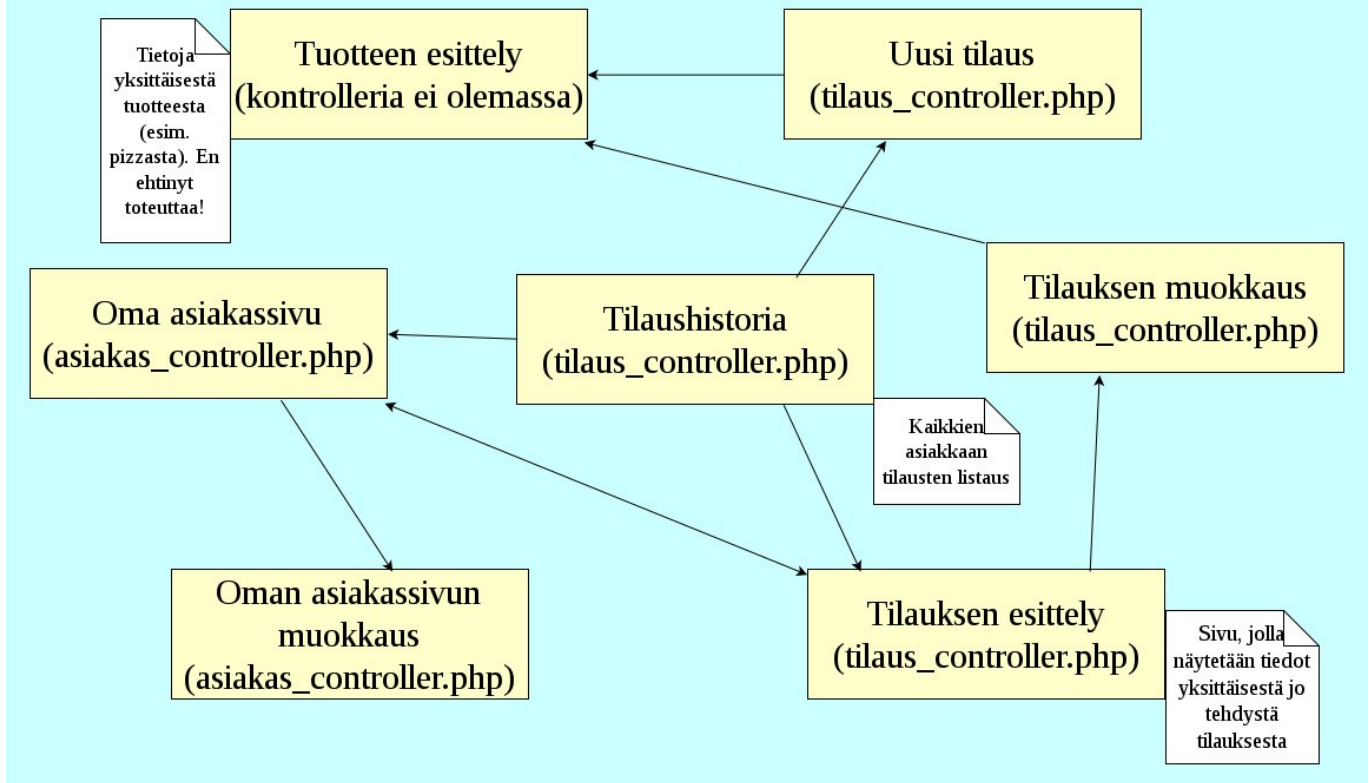 Tietoja
yksittäisestä
tuotteesta
(esim.
pizzasta). En
ehtinyt
toteuttaa!
Tuotteen esittely
(kontrolleria ei olemassa)
Uusi tilaus
(tilaus_controller.php)
Oma asiakassivu
(asiakas_controller.php)
Tilaushistoria
(tilaus_controller.php)
Tilauksen muokkaus
(tilaus_controller.php)
Kaikkien
asiakkaan
tilausten listaus
Oman asiakassivun
muokkaus
(asiakas_controller.php)
Tilauksen esittely
(tilaus_controller.php)
Sivu, jolla
näytetään tiedot
yksittäisestä jo
tehdystä
tilauksesta